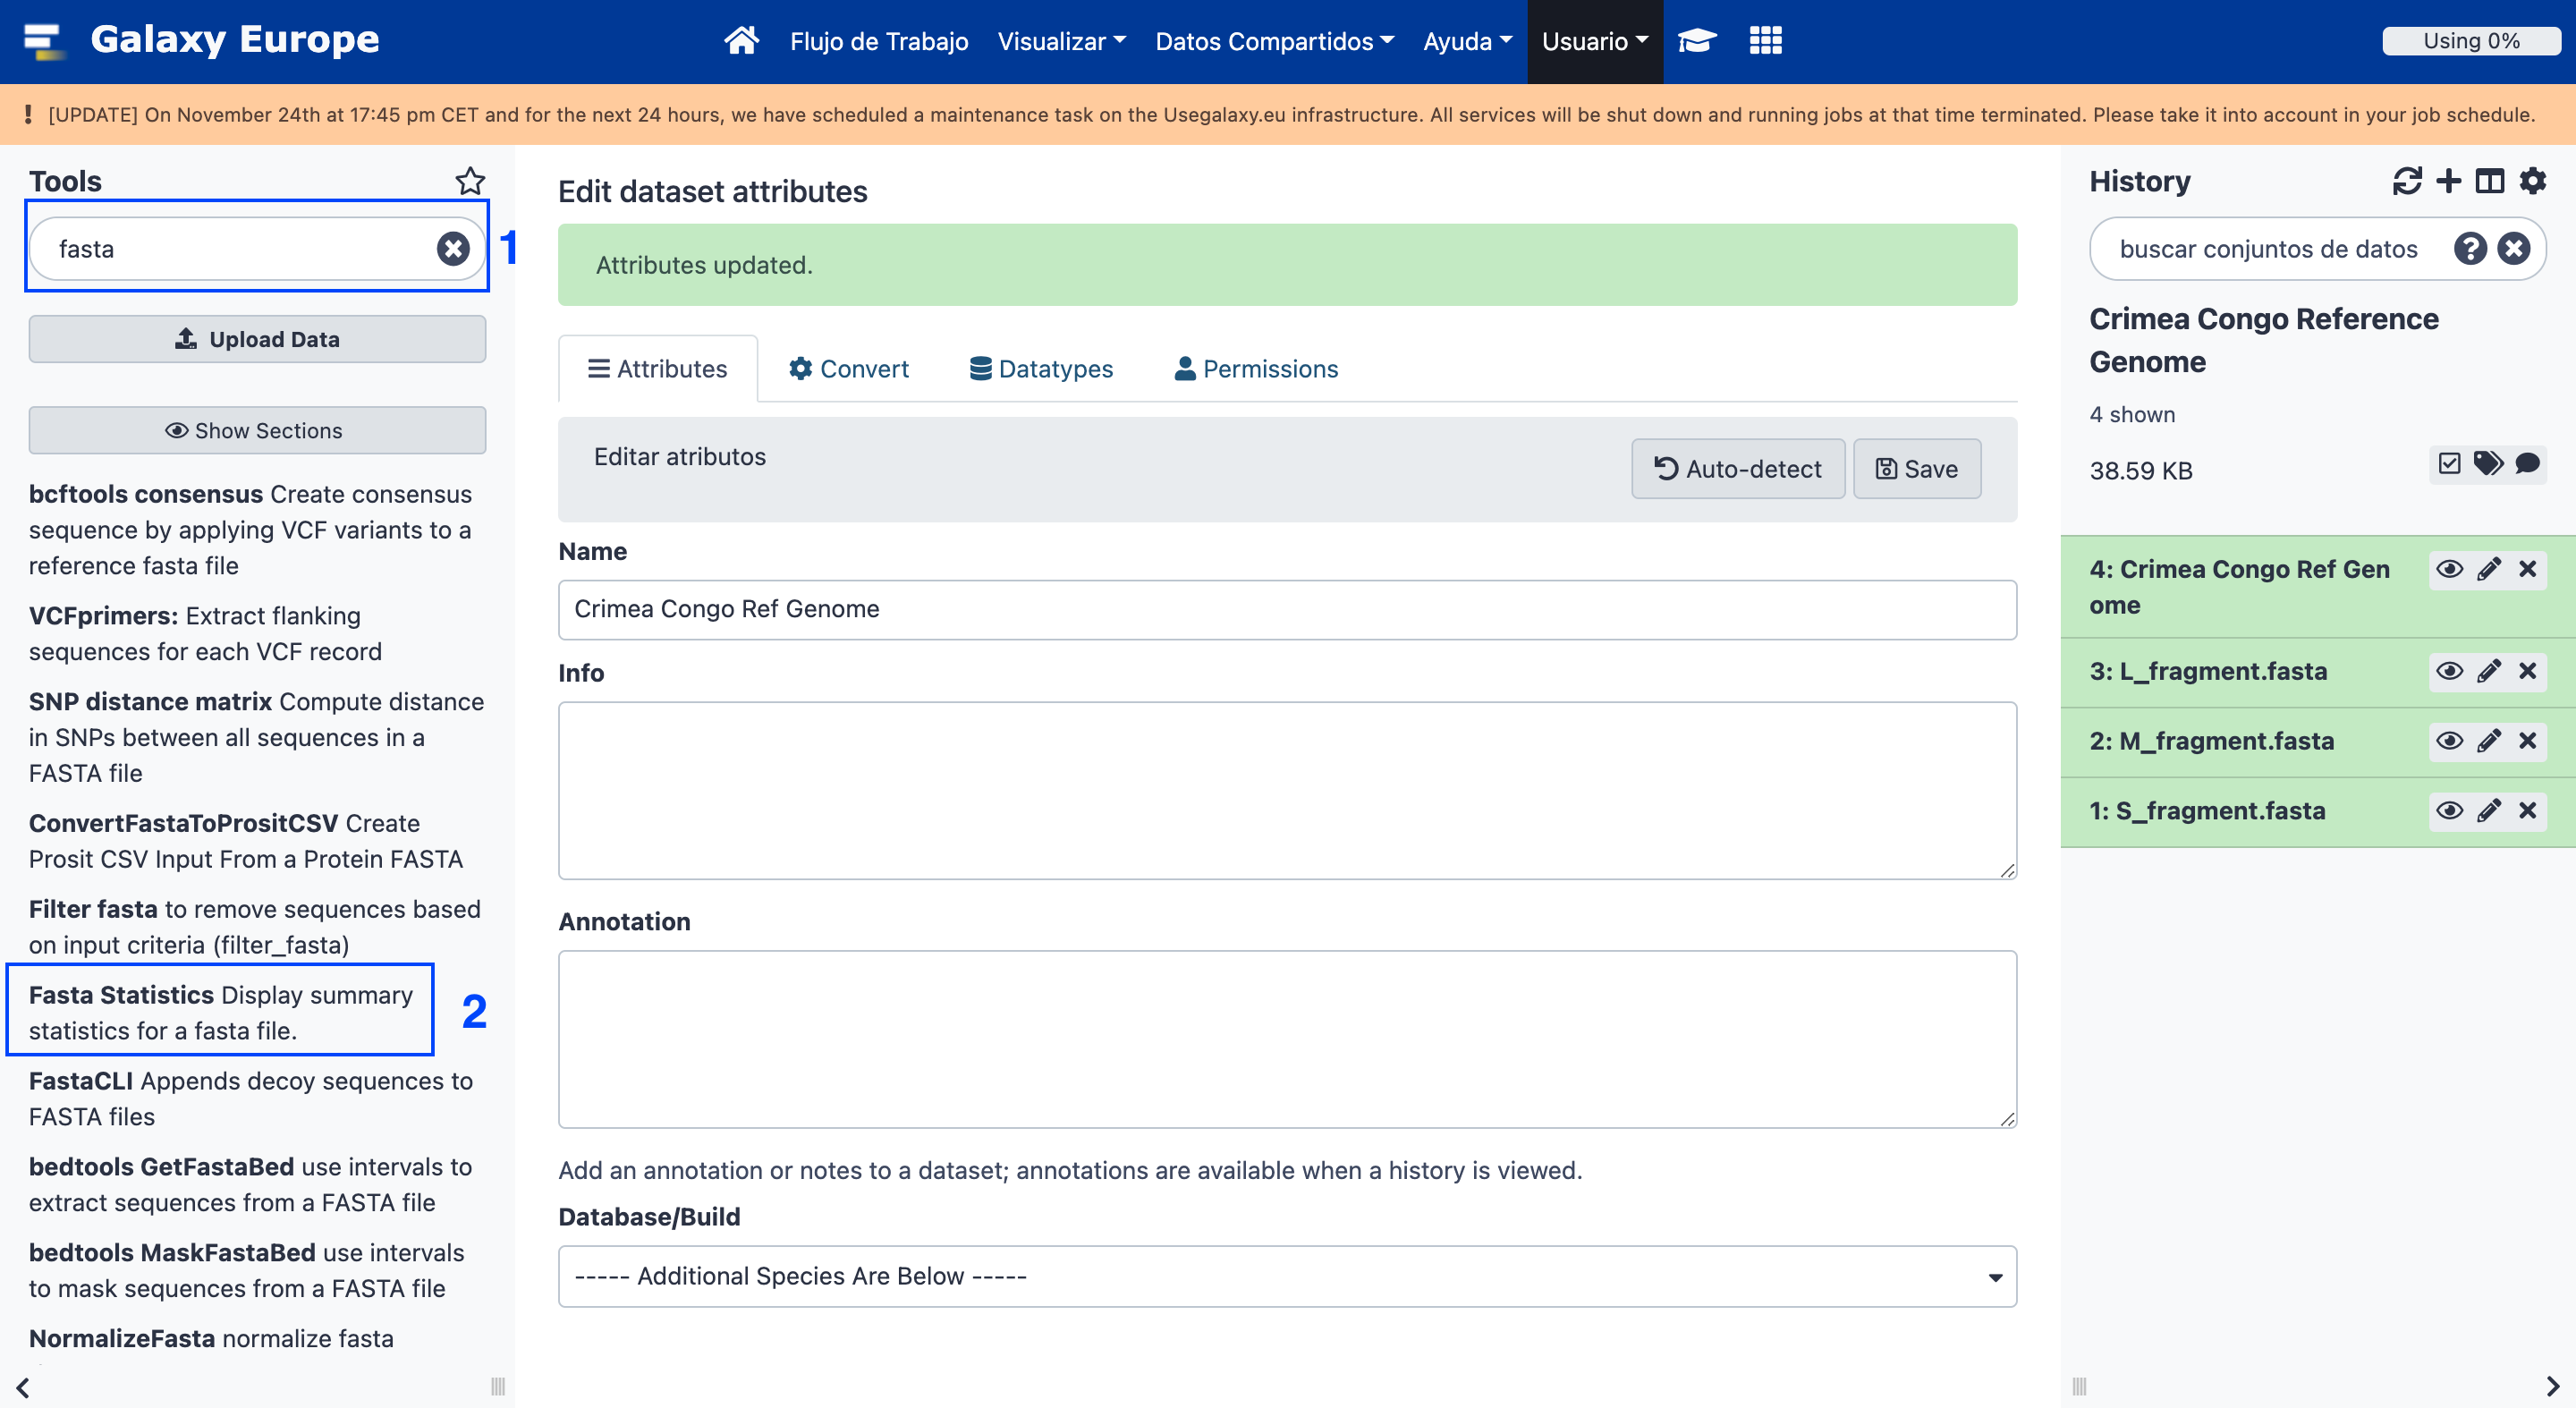 Galaxy Europe
Flujo de Trabajo Visualizar Datos Compartidos Ayuda Usuario Using 0%
[UPDATE] On November 24th at 17:45 pm CET and for the next 24 hours, we have scheduled a maintenance task on the Usegalaxy.eu infrastructure. All services will be shut down and running jobs at that time terminated. Please take it into account in your job schedule.
Tools
fasta
1
Upload Data
Show Sections
bcftools consensus Create consensus
sequence by applying VCF variants to a
reference fasta file
VCFprimers: Extract flanking
sequences for each VCF record
SNP distance matrix Compute distance
in SNPs between all sequences in a
FASTA file
ConvertFastaToPrositCSV Create
Prosit CSV Input From a Protein FASTA
Filter fasta to remove sequences based
on input criteria (filter_fasta)
Fasta Statistics Display summary
statistics for a fasta file.
2
FastaCLI Appends decoy sequences to
FASTA files
bedtools GetFastaBed use intervals to
extract sequences from a FASTA file
bedtools MaskFastaBed use intervals
to mask sequences from a FASTA file
NormalizeFasta normalize fasta
Edit dataset attributes
Attributes updated.
Attributes Convert Datatypes Permissions
Editar atributos
Auto-detect Save
Name
Crimea Congo Ref Genome
Info
Annotation
Add an annotation or notes to a dataset; annotations are available when a history is viewed.
Database/Build
----- Additional Species Are Below -----
History
buscar conjuntos de datos
Crimea Congo Reference
Genome
4 shown
38.59 KB
4: Crimea Congo Ref Gen
ome
3: L_fragment.fasta
2: M_fragment.fasta
1: S_fragment.fasta